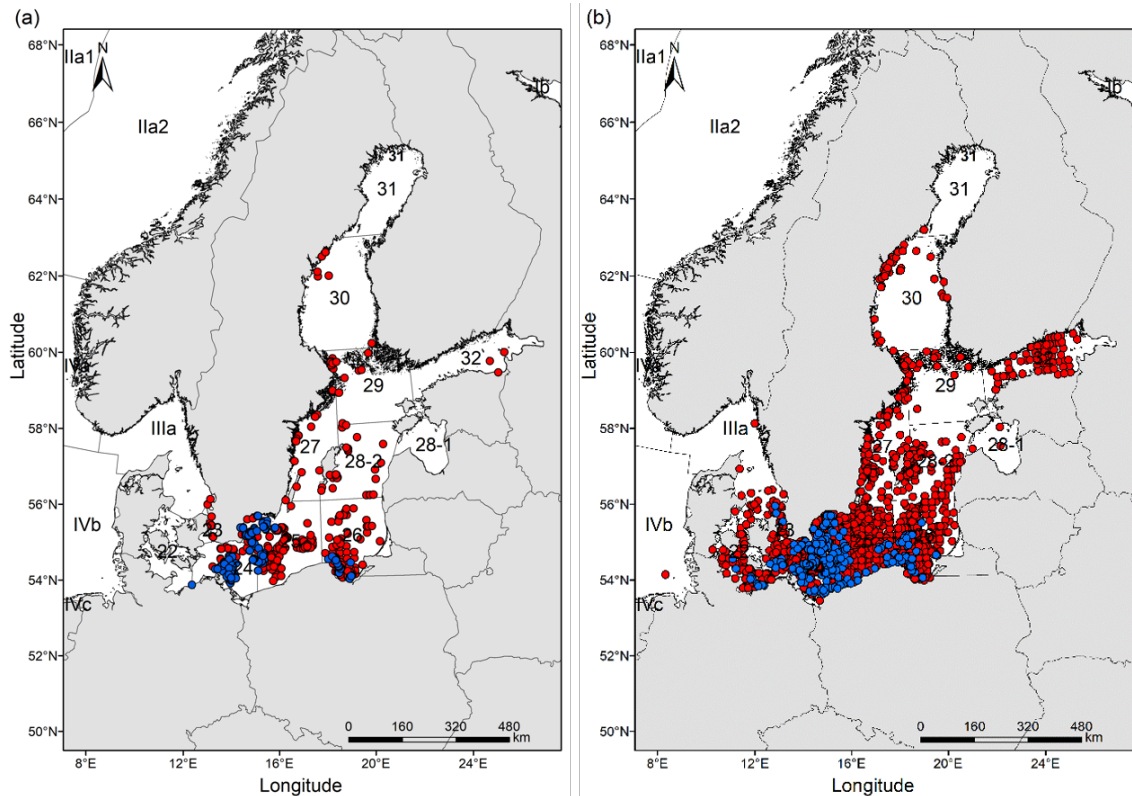 (a)
68°N
66°N
64°N
62°N
60°N
58°N
56°N
54°N
52°N
50°N
Latitude
N
IIa1
Ib
IIa2
31
31
30
32
29
IIIa
27
28-2
28-1
IVb
22
23
24
26
IVc
0 160 320 480
km
8°E 12°E 16°E 20°E 24°E
Longitude
(b)
68°N
66°N
64°N
62°N
60°N
58°N
56°N
54°N
52°N
50°N
Latitude
N
IIa1
Ib
IIa2
31
31
30
29
IIIa
27
28-1
IVb
IVc
0 160 320 480
km
8°E 12°E 16°E 20°E 24°E
Longitude